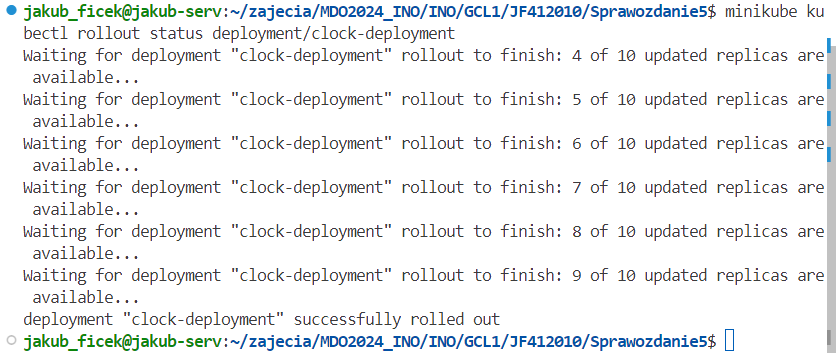 jakub_ficek@jakub-serv:~/zajecia/MDO2024_INO/INO/GCL1/JF412010/Sprawozdanie5$ minikube ku
bectl rollout status deployment/clock-deployment
Waiting for deployment "clock-deployment" rollout to finish: 4 of 10 updated replicas are
 available...
Waiting for deployment "clock-deployment" rollout to finish: 5 of 10 updated replicas are
 available...
Waiting for deployment "clock-deployment" rollout to finish: 6 of 10 updated replicas are
 available...
Waiting for deployment "clock-deployment" rollout to finish: 7 of 10 updated replicas are
 available...
Waiting for deployment "clock-deployment" rollout to finish: 8 of 10 updated replicas are
 available...
Waiting for deployment "clock-deployment" rollout to finish: 9 of 10 updated replicas are
 available...
deployment "clock-deployment" successfully rolled out
jakub_ficek@jakub-serv:~/zajecia/MDO2024_INO/INO/GCL1/JF412010/Sprawozdanie5$